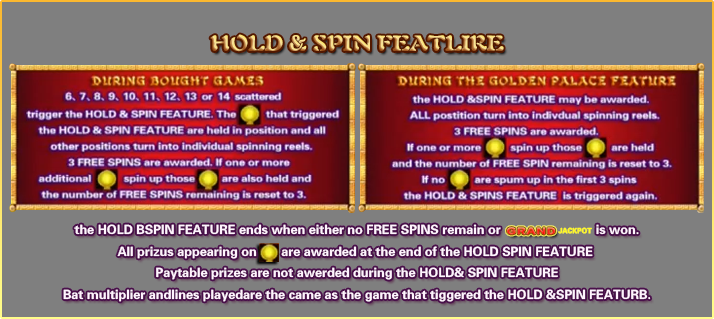 HOLD & SPIN FEATLIRE
DURING BOUGHT GAMES
6、7、8、9、10、11、12、13 or 14 scattered
trigger the HOLD & SPIN FEATURE. The that triggered
the HOLD & SPIN FEATURE are held in position and all
other positions turn into indivdual spinning reels.
3 FREE SPINS are awarded. If one or more
additional spin up those are also held and
the number of FREE SPINS remaining is reset to 3.
DURING THE GOLDEN PALACE FEATURE
the HOLD &SPIN FEATURE may be awarded.
ALL postition turn into indvdual spinning reels.
3 FREE SPINS are awarded.
If one or more spin up those are held
and the number of FREE SPIN remaining is reset to 3.
If no are spum up in the first 3 spins
the HOLD & SPINS FEATURE is triggered again.
the HOLD BSPIN FEATURE ends when either no FREE SPINS remain or GRAND JACKPOT is won.
All prizus appearing on are awarded at the end of the HOLD SPIN FEATURE
Paytable prizes are not awerded during the HOLD& SPIN FEATURE
Bat multiplier andlines playedare the came as the game that tiggered the HOLD &SPIN FEATURB.